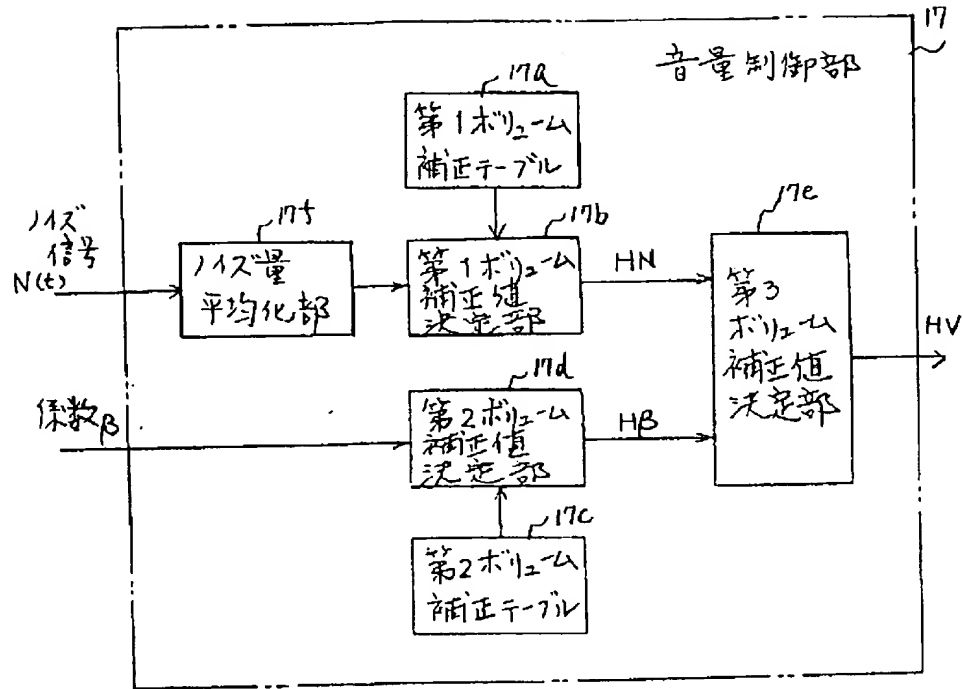 17
音量制御部
17a
第1ボリューム
補正テーブル
ノイズ
信号
N(t)
17f
ノイズ量
平均化部
17b
第1ボリューム
補正値
決定部
HN
17e
第3
ボリューム
補正値
決定部
HV
係数β
17d
第2ボリューム
補正値
決定部
Hβ
17c
第2ボリューム
補正テーブル